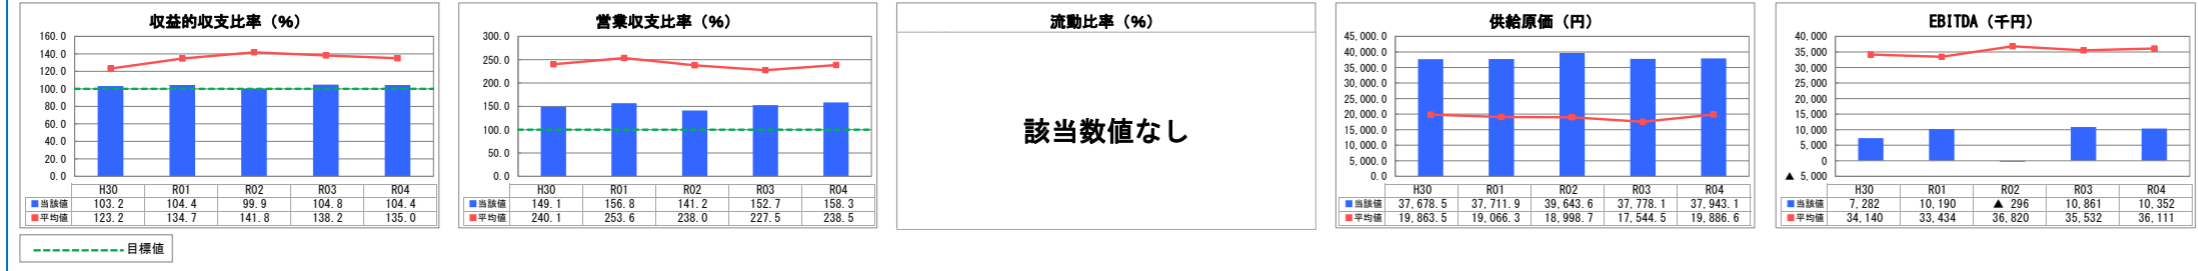 収益的収支比率（％）
160.0
140.0
120.0
100.0
80.0
60.0
40.0
20.0
0.0
H30 R01 R02 R03 R04
当該値 103.2 104.4 99.9 104.8 104.4
平均値 123.2 134.7 141.8 138.2 135.0
営業収支比率（％）
300.0
250.0
200.0
150.0
100.0
50.0
0.0
H30 R01 R02 R03 R04
当該値 149.1 156.8 141.2 152.7 158.3
平均値 240.1 253.6 238.0 227.5 238.5
流動比率（％）
該当数値なし
供給原価（円）
45,000.0
40,000.0
35,000.0
30,000.0
25,000.0
20,000.0
15,000.0
10,000.0
5,000.0
0.0
H30 R01 R02 R03 R04
当該値 37,678.5 37,711.9 39,643.6 37,778.1 37,943.1
平均値 19,863.5 19,066.3 18,998.7 17,544.5 19,886.6
EBITDA（千円）
40,000
35,000
30,000
25,000
20,000
15,000
10,000
5,000
0
▲ 5,000
H30 R01 R02 R03 R04
当該値 7,282 10,190 ▲ 296 10,861 10,352
平均値 34,140 33,434 36,820 35,532 36,111
目標値